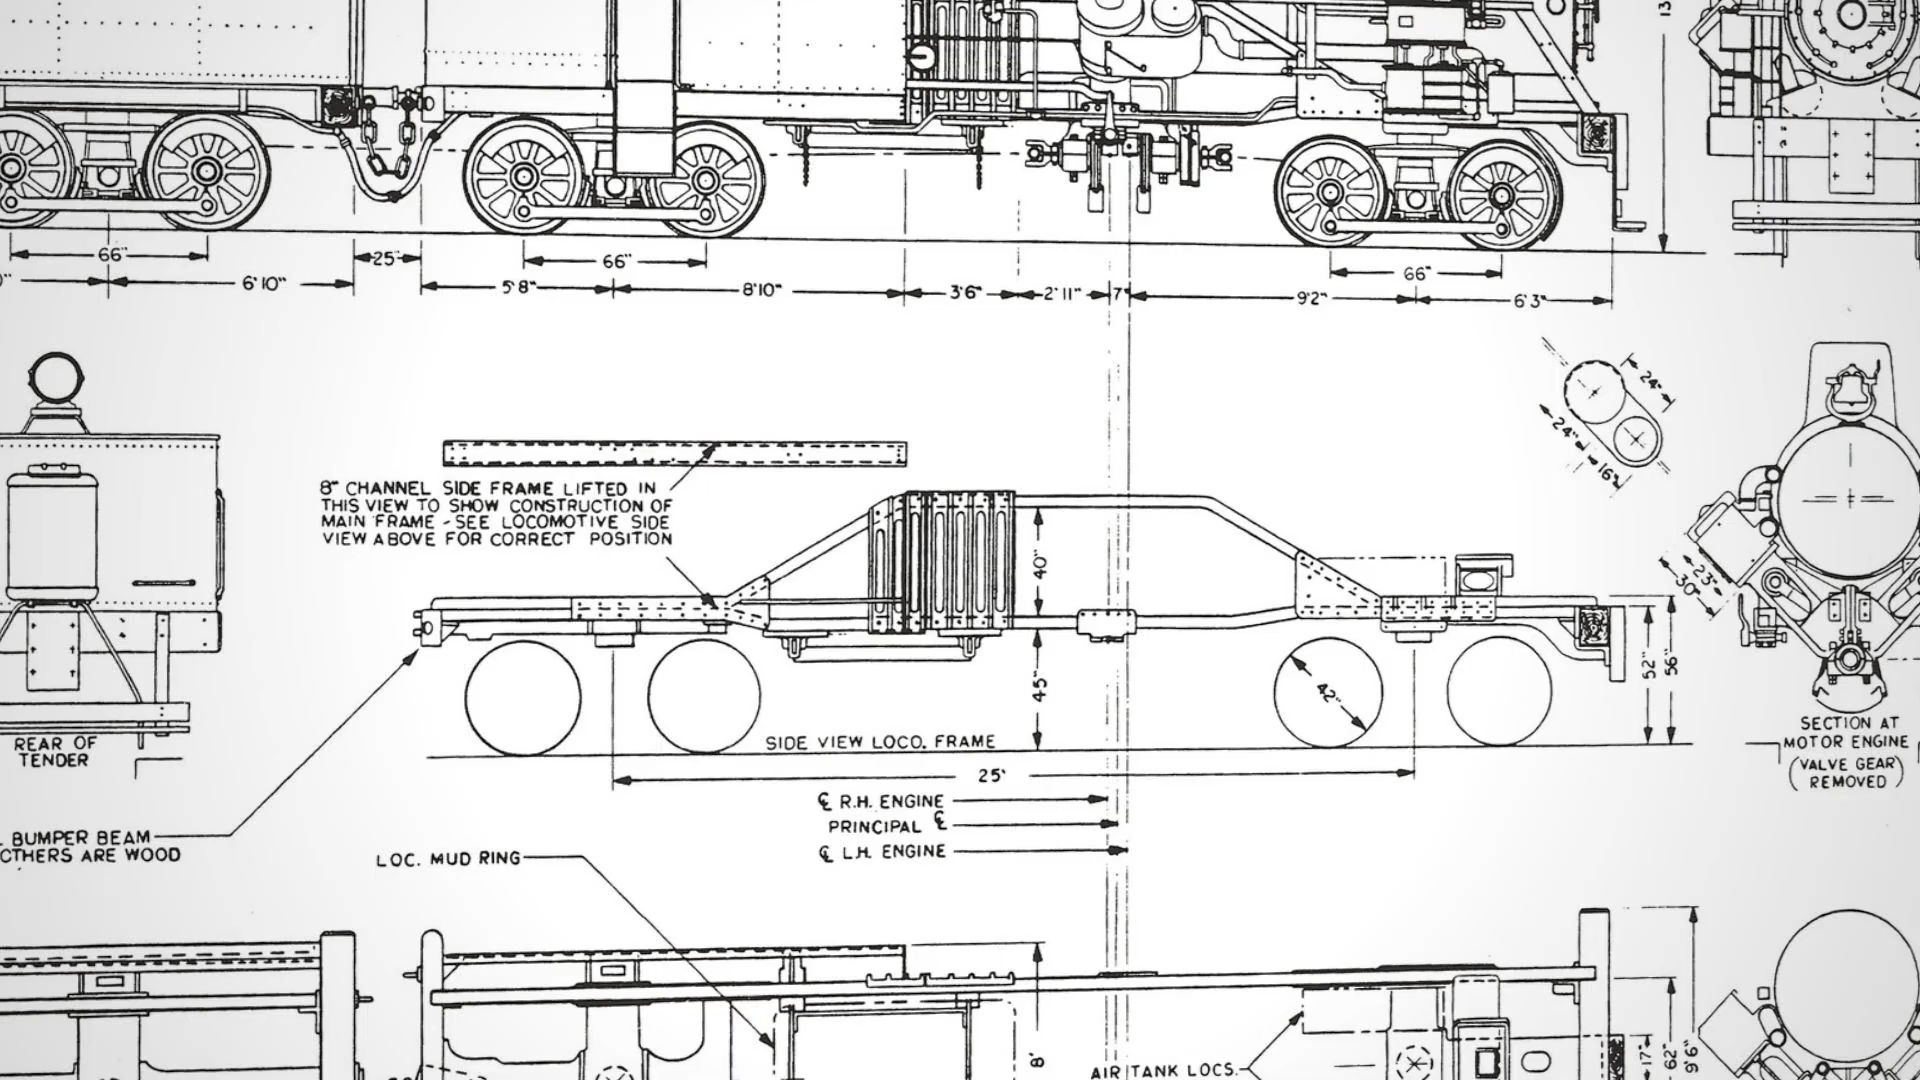 13
66"
25"
66"
66"
6'10"
5'8"
8'10"
3'6"
2'11"
7"
9'2"
6'3"
24"
24"
16"
8" CHANNEL SIDE FRAME LIFTED IN
THIS VIEW TO SHOW CONSTRUCTION OF
MAIN FRAME - SEE LOCOMOTIVE SIDE
VIEW ABOVE FOR CORRECT POSITION
40"
23"
30"
45"
42"
52"
56"
REAR OF
TENDER
SIDE VIEW LOCO. FRAME
SECTION AT
MOTOR ENGINE
(VALVE GEAR)
REMOVED
25'
℄ R.H. ENGINE
PRINCIPAL ℄
℄ L.H. ENGINE
BUMPER BEAM
OTHERS ARE WOOD
LOC. MUD RING
8'
AIR TANK LOCS.
17"
62"
9'6"